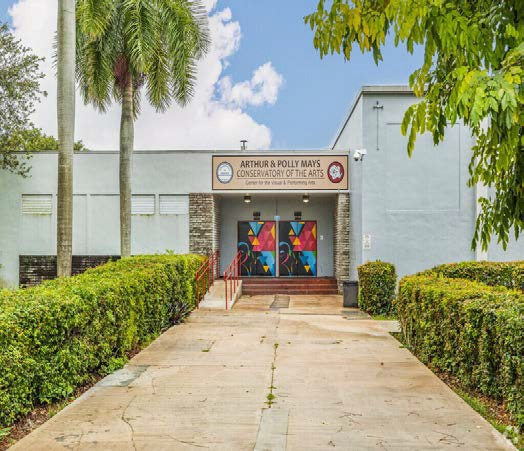 ARTHUR & POLLY MAYS
CONSERVATORY OF THE ARTS
Center for the Visual & Performing Arts